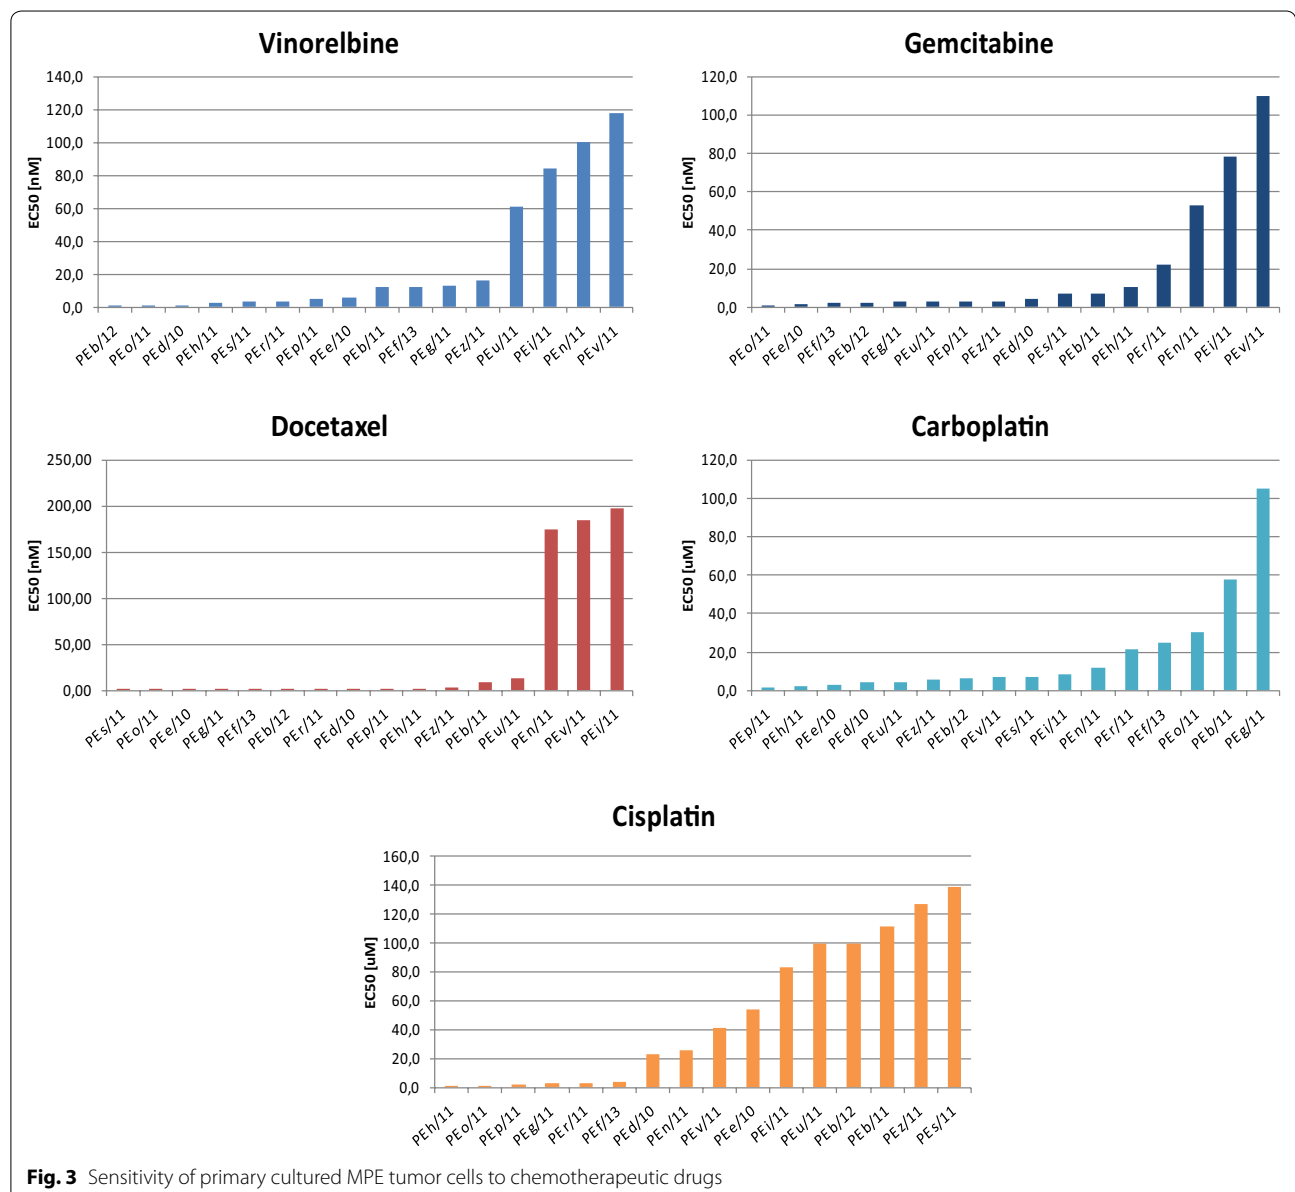 Vinorelbine
EC50 [nM]
140,0
120,0
100,0
80,0
60,0
40,0
20,0
0,0
PEb/12 PEo/11 PEd/10 PEh/11 PEs/11 PEr/11 PEp/11 PEe/10 PEb/11 PEf/13 PEg/11 PEz/11 PEu/11 PEi/11 PEn/11 PEv/11
Gemcitabine
EC50 [nM]
120,0
100,0
80,0
60,0
40,0
20,0
0,0
PEo/11 PEe/10 PEf/13 PEb/12 PEg/11 PEu/11 PEp/11 PEz/11 PEd/10 PEs/11 PEb/11 PEh/11 PEr/11 PEn/11 PEi/11 PEv/11
Docetaxel
EC50 [nM]
250,00
200,00
150,00
100,00
50,00
0,00
PEs/11 PEo/11 PEe/10 PEg/11 PEf/13 PEb/12 PEr/11 PEd/10 PEp/11 PEh/11 PEz/11 PEb/11 PEu/11 PEn/11 PEv/11 PEi/11
Carboplatin
EC50 [uM]
120,0
100,0
80,0
60,0
40,0
20,0
0,0
PEp/11 PEh/11 PEe/10 PEd/10 PEu/11 PEz/11 PEb/12 PEv/11 PEs/11 PEi/11 PEn/11 PEr/11 PEf/13 PEo/11 PEb/11 PEg/11
Cisplatin
EC50 [uM]
160,0
140,0
120,0
100,0
80,0
60,0
40,0
20,0
0,0
PEh/11 PEo/11 PEp/11 PEg/11 PEr/11 PEf/13 PEd/10 PEn/11 PEv/11 PEe/10 PEi/11 PEu/11 PEb/12 PEb/11 PEz/11 PEs/11
Fig. 3 Sensitivity of primary cultured MPE tumor cells to chemotherapeutic drugs